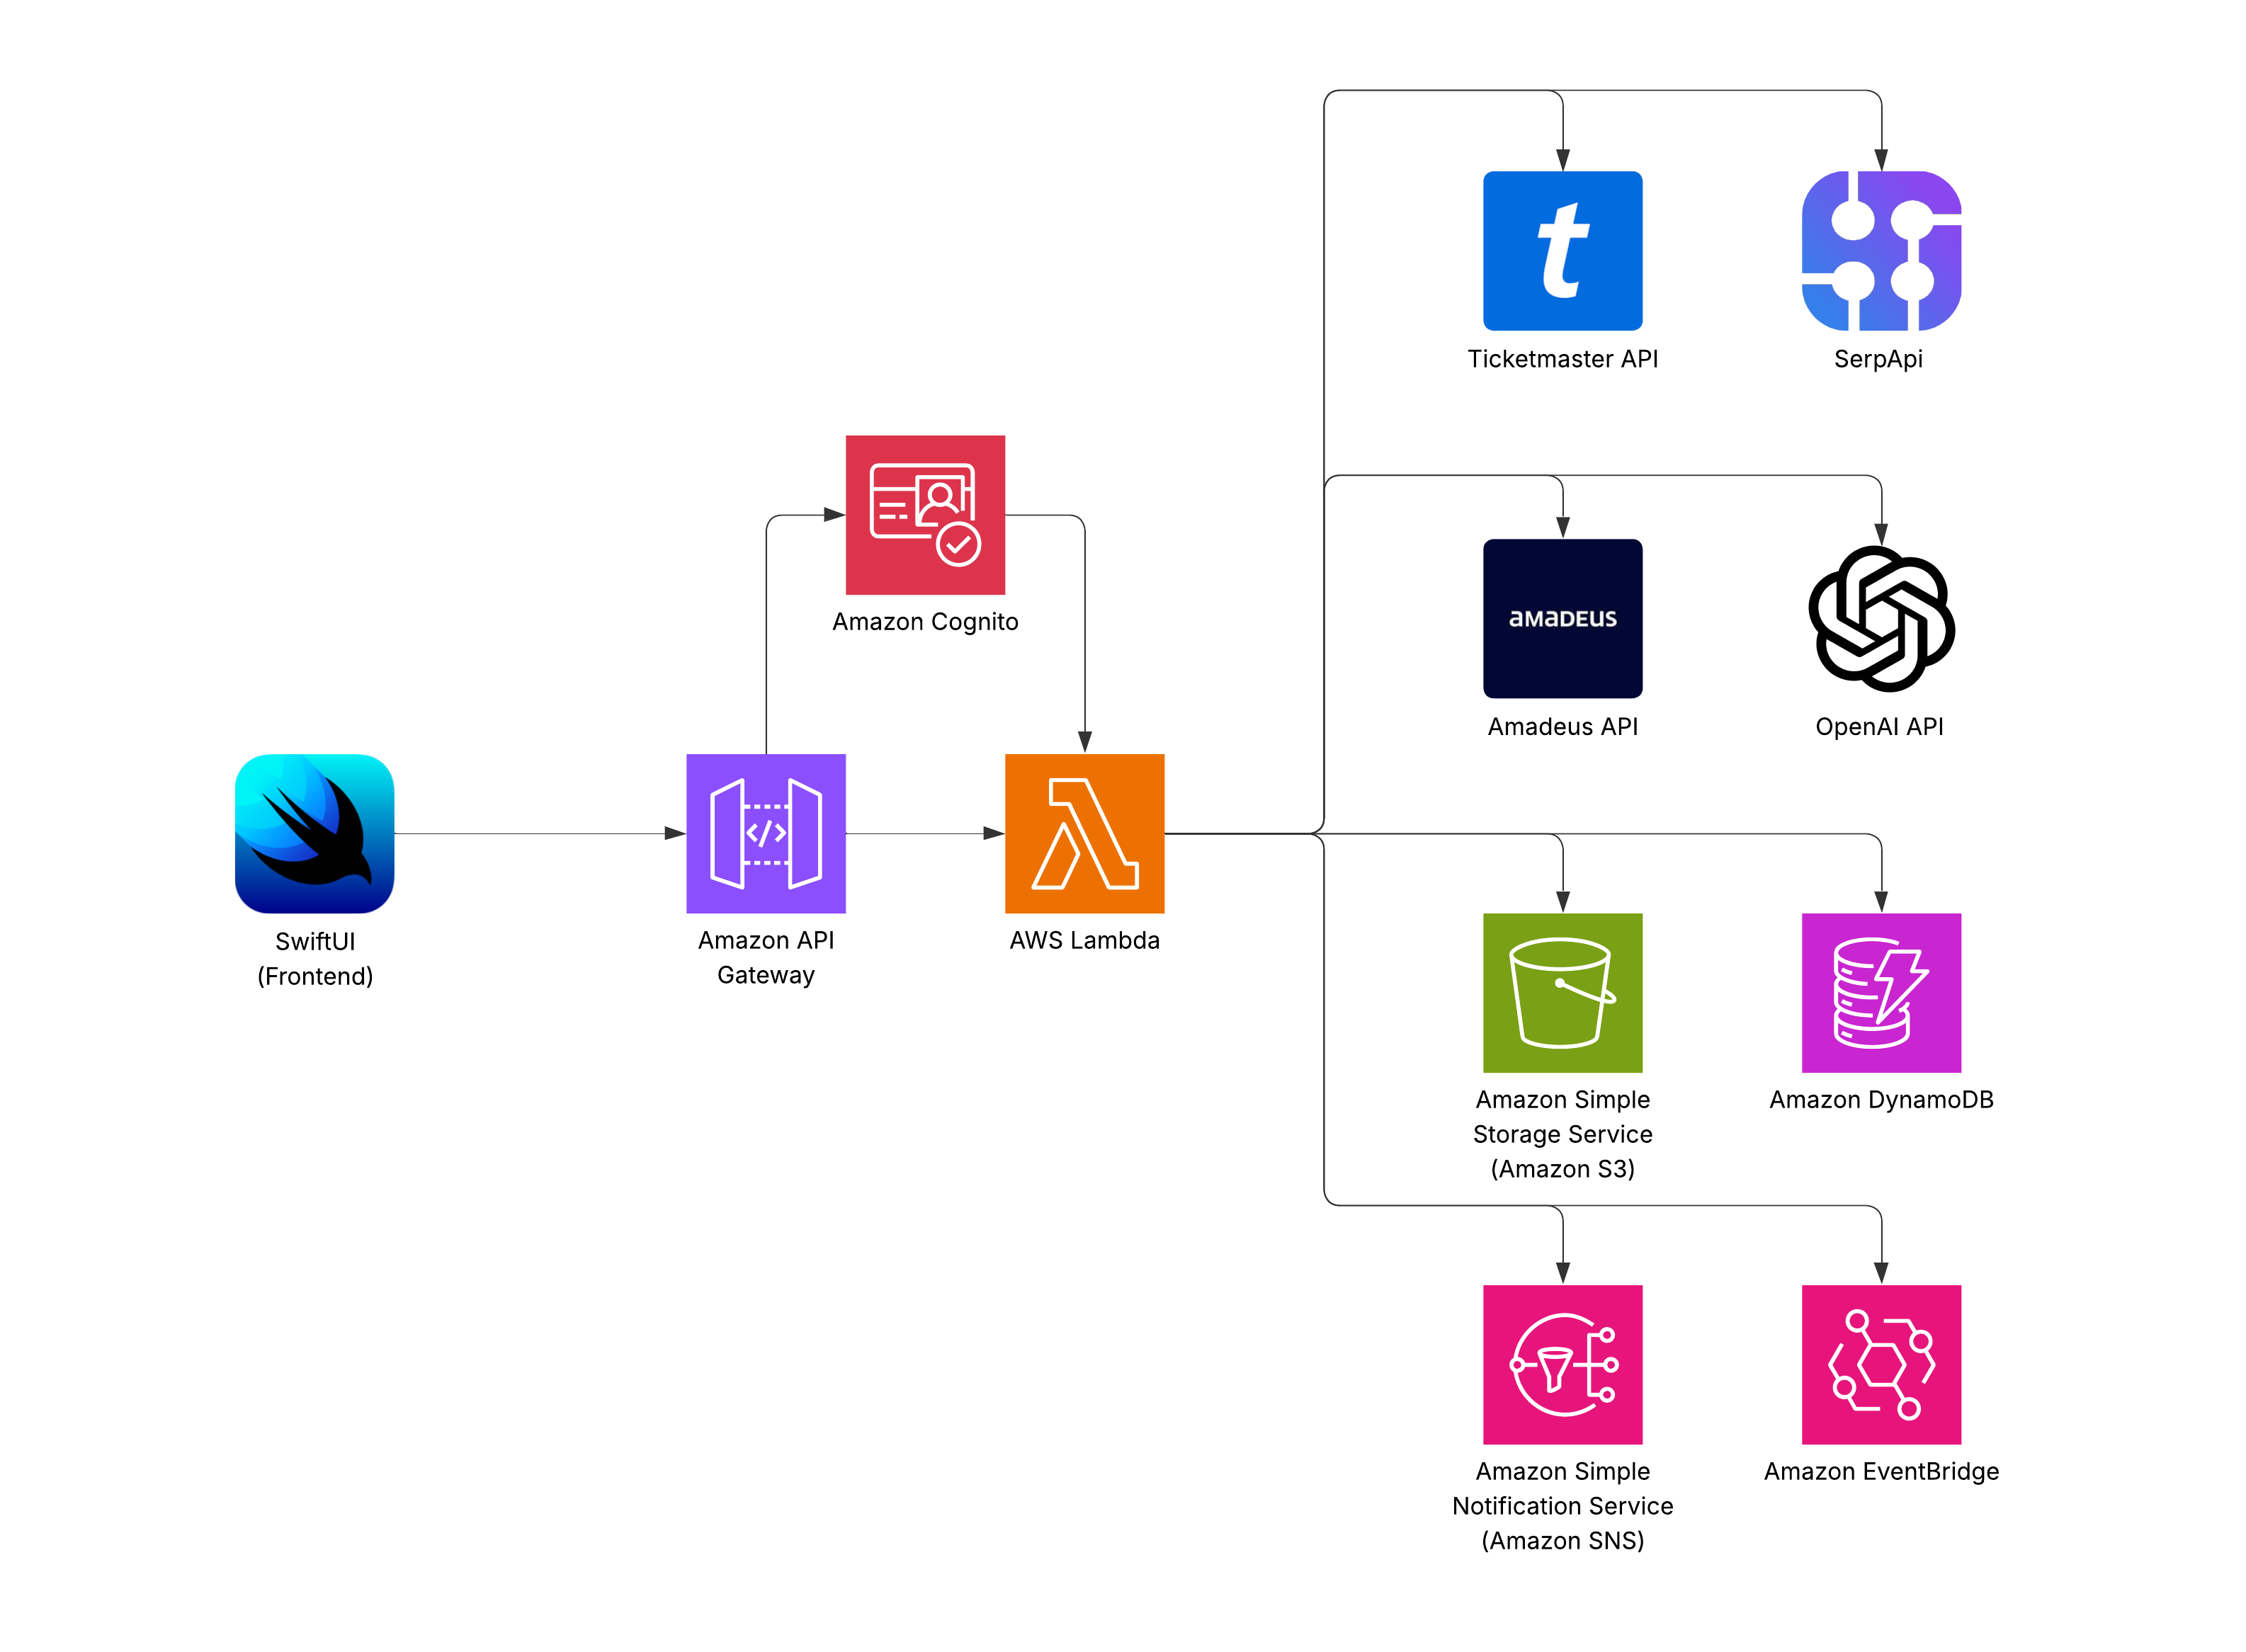 t
Ticketmaster API
SerpApi
Amazon Cognito
aMaDEUS
Amadeus API
OpenAI API
</>
SwiftUI
(Frontend)
Amazon API
Gateway
AWS Lambda
Amazon Simple
Storage Service
(Amazon S3)
Amazon DynamoDB
Amazon Simple
Notification Service
(Amazon SNS)
Amazon EventBridge